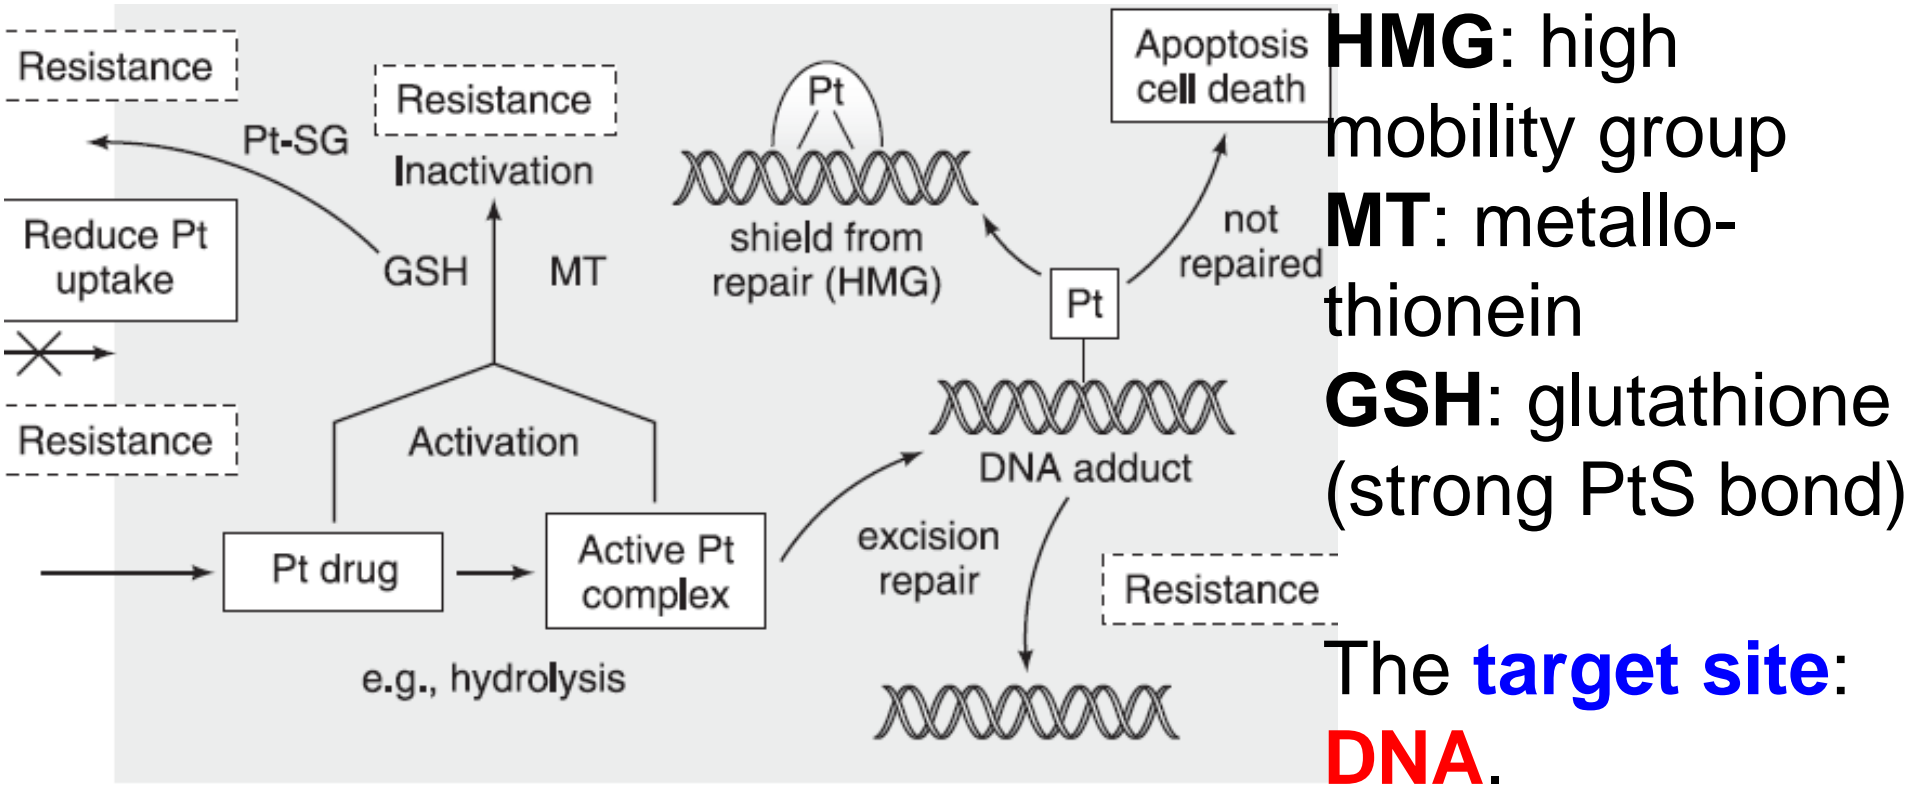 Resistance
Pt-SG
Reduce Pt
uptake
Resistance
Resistance
Inactivation
GSH
MT
Activation
Pt drug
Active Pt
complex
e.g., hydrolysis
Pt
shield from
repair (HMG)
Apoptosis
cell death
not
repaired
Pt
DNA adduct
excision
repair
Resistance
HMG: high
mobility group
MT: metallo-
thionein
GSH: glutathione
(strong PtS bond)
The target site:
DNA.